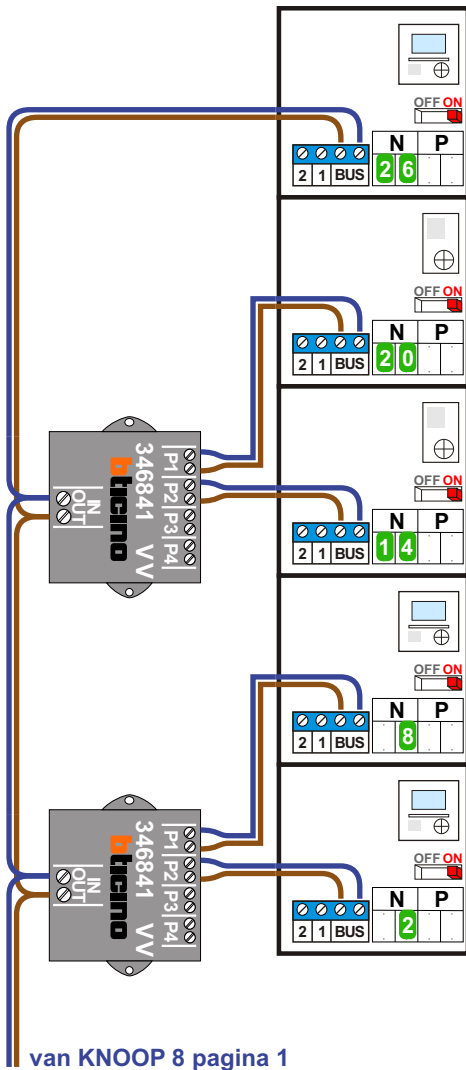 OFF ON
N P
2 6
2 1 BUS
OFF ON
N P
2 0
2 1 BUS
OFF ON
N P
1 4
2 1 BUS
346841
bticino
VV
IN
OUT
P1
P2
P3
P4
OFF ON
N P
8
2 1 BUS
OFF ON
N P
2
2 1 BUS
346841
bticino
VV
IN
OUT
P1
P2
P3
P4
van KNOOP 8 pagina 1